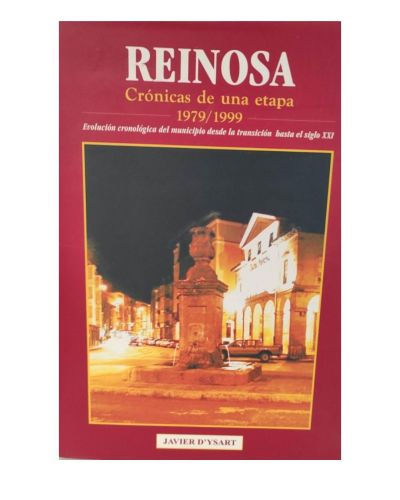 REINOSA
Crónicas de una etapa
1979/1999
Evolución cronológica del municipio desde la transición hasta el siglo XXI
JAVIER D'YSART